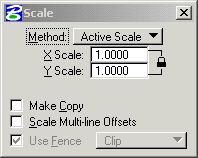 Scale
Method: Active Scale
X Scale: 1.0000
Y Scale: 1.0000
Make Copy
Scale Multi-line Offsets
Use Fence Clip